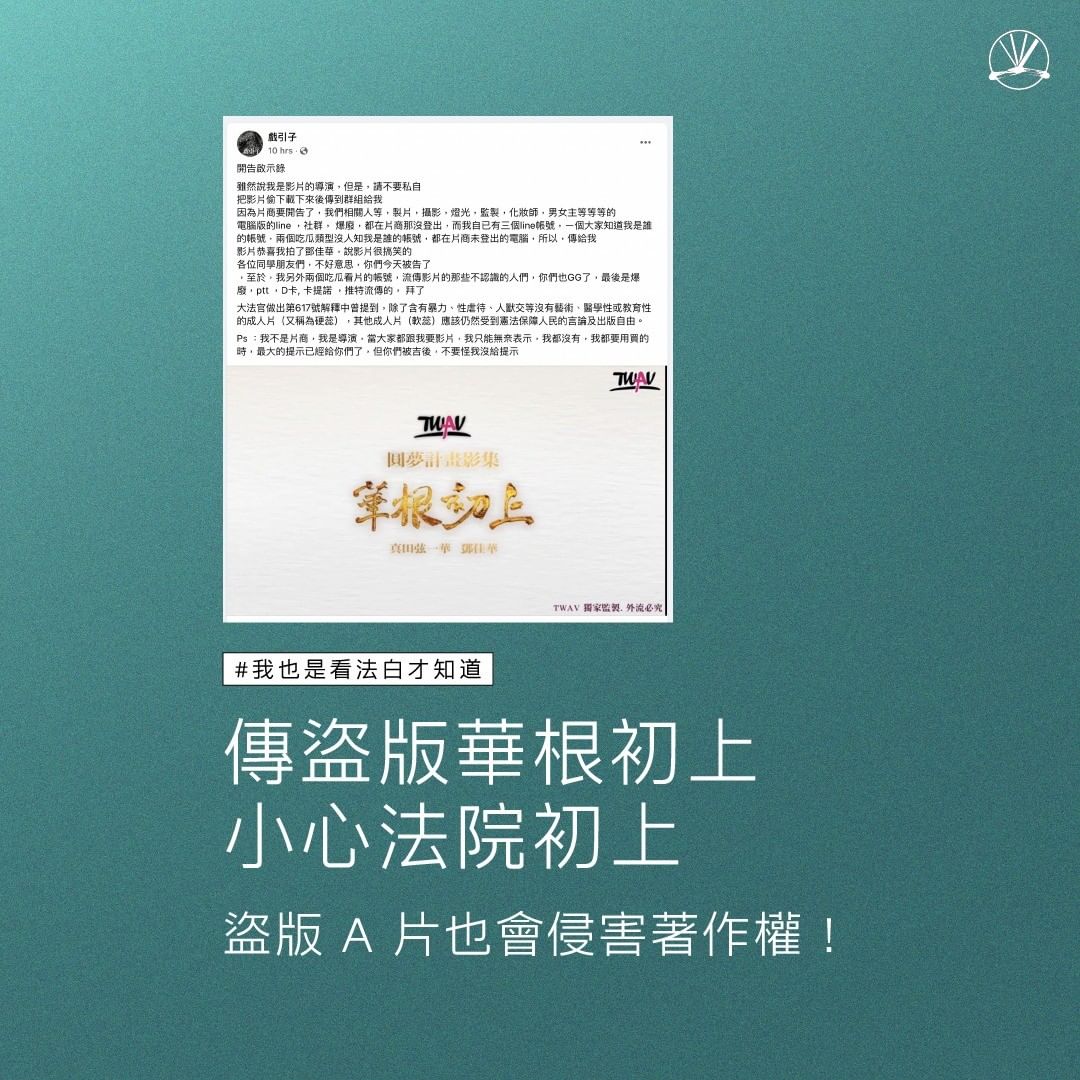 戲引子
10 hrs
開告啟示錄
雖然說我是影片的導演，但是，請不要私自
把影片偷下載下來後傳到群組給我
因為片商要開告了，我們相關人等，製片，攝影，燈光，監製，化妝師，男女主等等等的
電腦版的line ，社群， 爆廢，都在片商那沒登出，而我自已有三個line帳號，一個大家知道我是誰
的帳號，兩個吃瓜類型沒人知我是誰的帳號，都在片商未登出的電腦，所以，傳給我
影片恭喜我拍了鄧佳華，說影片很搞笑的
各位同學朋友們，不好意思，你們今天被告了
，至於，我另外兩個吃瓜看片的帳號，流傳影片的那些不認識的人們，你們也GG了，最後是爆
廢，ptt ，D卡, 卡提諾 ，推特流傳的， 拜了
大法官做出第617號解釋中曾提到，除了含有暴力、性虐待、人獸交等沒有藝術、醫學性或教育性
的成人片（又稱為硬蕊），其他成人片（軟蕊）應該仍然受到憲法保障人民的言論及出版自由。
Ps ：我不是片商，我是導演，當大家都跟我要影片，我只能無奈表示，我都沒有，我都要用買的
時，最大的提示已經給你們了，但你們被吉後，不要怪我沒給提示
TWAV
TWAV
圓夢計畫影集
華根初上
真田弦一華 鄧佳華
TWAV 獨家監製. 外流必究
#我也是看法白才知道
傳盜版華根初上
小心法院初上
盜版 A 片也會侵害著作權！